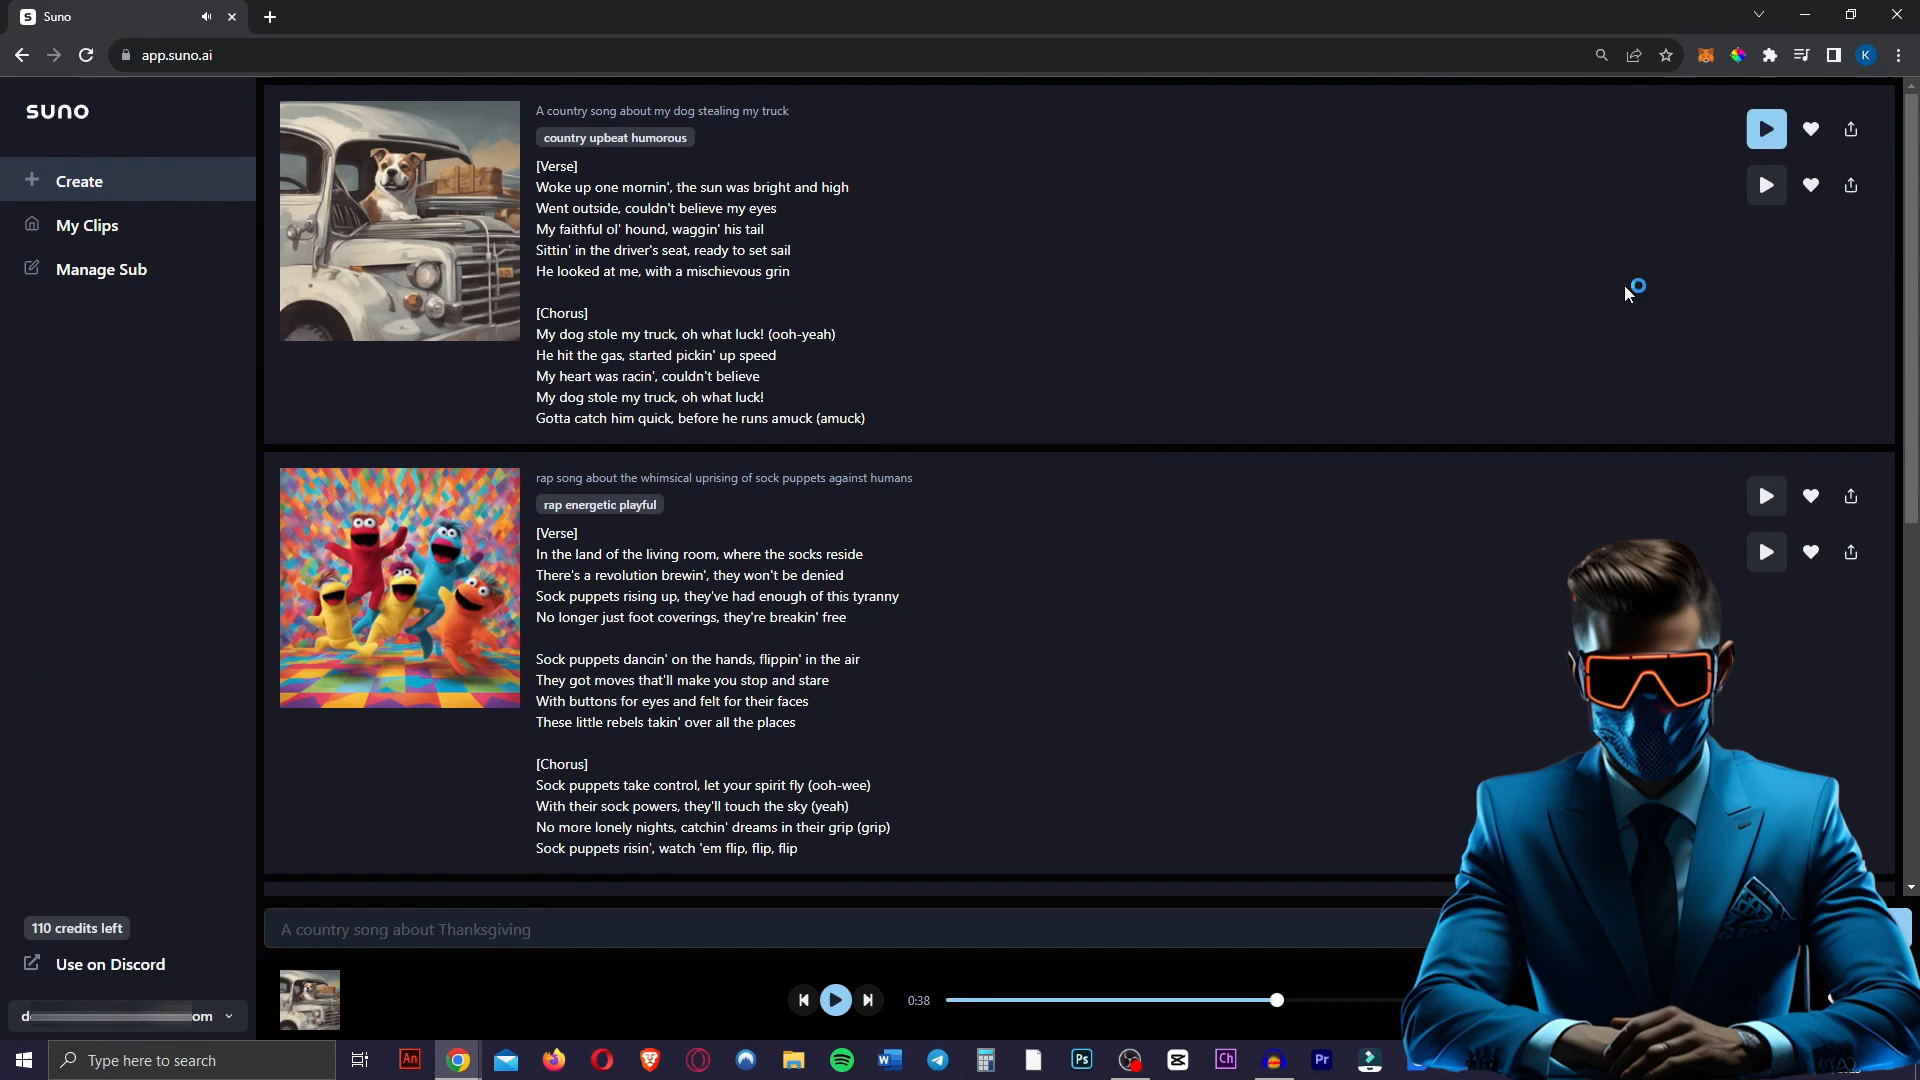 Suno
app.suno.ai
K
SUNO
Create
My Clips
Manage Sub
A country song about my dog stealing my truck
country upbeat humorous
[Verse]
Woke up one mornin', the sun was bright and high
Went outside, couldn't believe my eyes
My faithful ol' hound, waggin' his tail
Sittin' in the driver's seat, ready to set sail
He looked at me, with a mischievous grin
[Chorus]
My dog stole my truck, oh what luck! (ooh-yeah)
He hit the gas, started pickin' up speed
My heart was racin', couldn't believe
My dog stole my truck, oh what luck!
Gotta catch him quick, before he runs amuck (amuck)
rap song about the whimsical uprising of sock puppets against humans
rap energetic playful
[Verse]
In the land of the living room, where the socks reside
There's a revolution brewin', they won't be denied
Sock puppets rising up, they've had enough of this tyranny
No longer just foot coverings, they're breakin' free
Sock puppets dancin' on the hands, flippin' in the air
They got moves that'll make you stop and stare
With buttons for eyes and felt for their faces
These little rebels takin' over all the places
[Chorus]
Sock puppets take control, let your spirit fly (ooh-wee)
With their sock powers, they'll touch the sky (yeah)
No more lonely nights, catchin' dreams in their grip (grip)
Sock puppets risin', watch 'em flip, flip, flip
110 credits left
Use on Discord
A country song about Thanksgiving
0:38
om
Type here to search
An
Ps
Ch
Pr